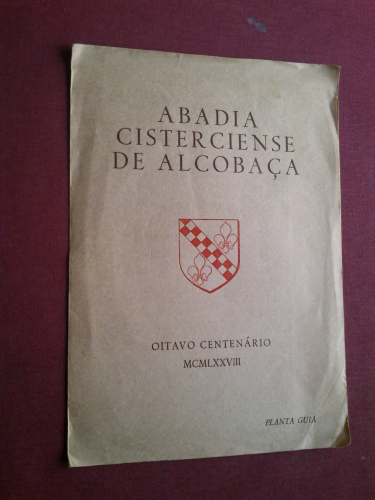 ABADIA
CISTERCIENSE
DE ALCOBAÇA
OITAVO CENTENÁRIO
MCMLXXVIII
PLANTA GUIA